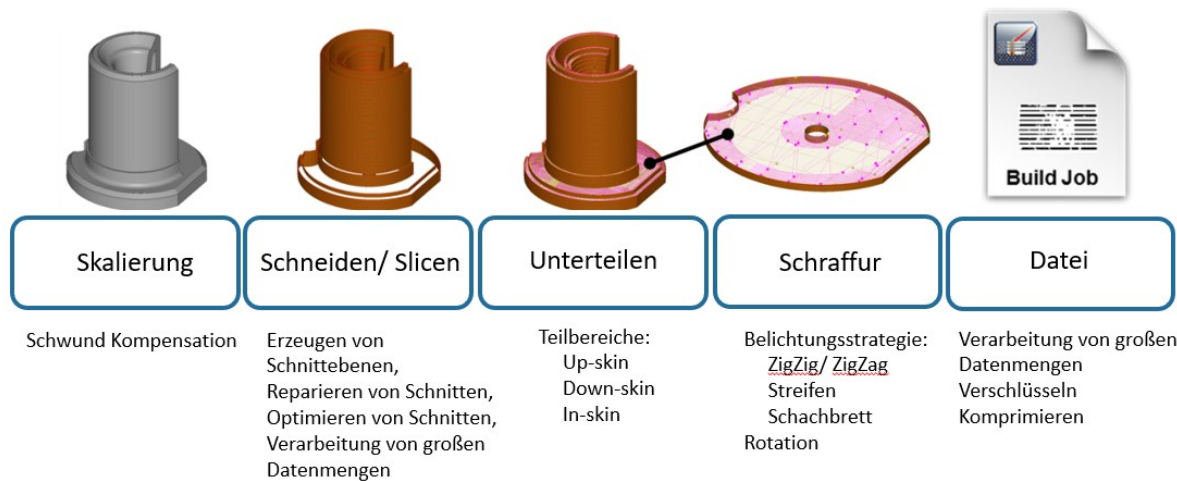 Build Job
Skalierung
Schneiden/ Slicen
Unterteilen
Schraffur
Datei
Schwund Kompensation
Erzeugen von
Schnittebenen,
Reparieren von Schnitten,
Optimieren von Schnitten,
Verarbeitung von großen
Datenmengen
Teilbereiche:
Up-skin
Down-skin
In-skin
Belichtungsstrategie:
ZigZig/ ZigZag
Streifen
Schachbrett
Rotation
Verarbeitung von großen
Datenmengen
Verschlüsseln
Komprimieren